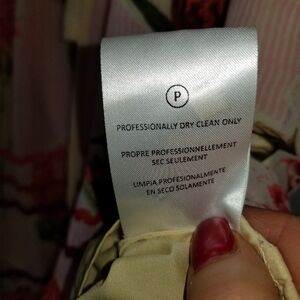 P
PROFESSIONALLY DRY CLEAN ONLY
PROPRE PROFESSIONNELLEMENT
SEC SEULEMENT
LIMPIA PROFESIONALMENTE
EN SECO SOLAMENTE